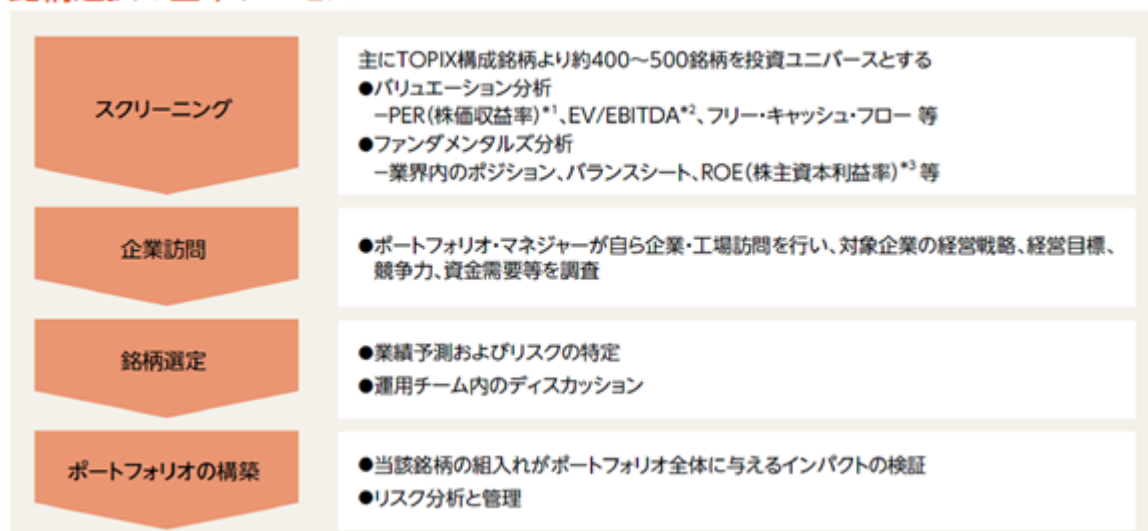 スクリーニング
主にTOPIX構成銘柄より約400～500銘柄を投資ユニバースとする
●バリュエーション分析
－PER(株価収益率)*1、EV/EBITDA*2、フリー・キャッシュ・フロー 等
●ファンダメンタルズ分析
－業界内のポジション、バランスシート、ROE(株主資本利益率)*3 等
企業訪問
●ポートフォリオ・マネジャーが自ら企業・工場訪問を行い、対象企業の経営戦略、経営目標、
競争力、資金需要等を調査
銘柄選定
●業績予測およびリスクの特定
●運用チーム内のディスカッション
ポートフォリオの構築
●当該銘柄の組入れがポートフォリオ全体に与えるインパクトの検証
●リスク分析と管理